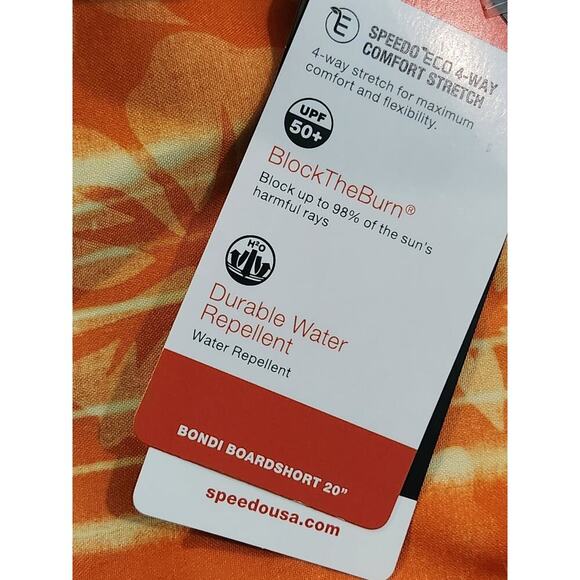 SPEEDO ECO 4-WAY
COMFORT STRETCH
4-way stretch for maximum
comfort and flexibility.
UPF
50+
BlockTheBurn®
Block up to 98% of the sun's
harmful rays
H2O
Durable Water
Repellent
Water Repellent
BONDI BOARDSHORT 20"
speedousa.com